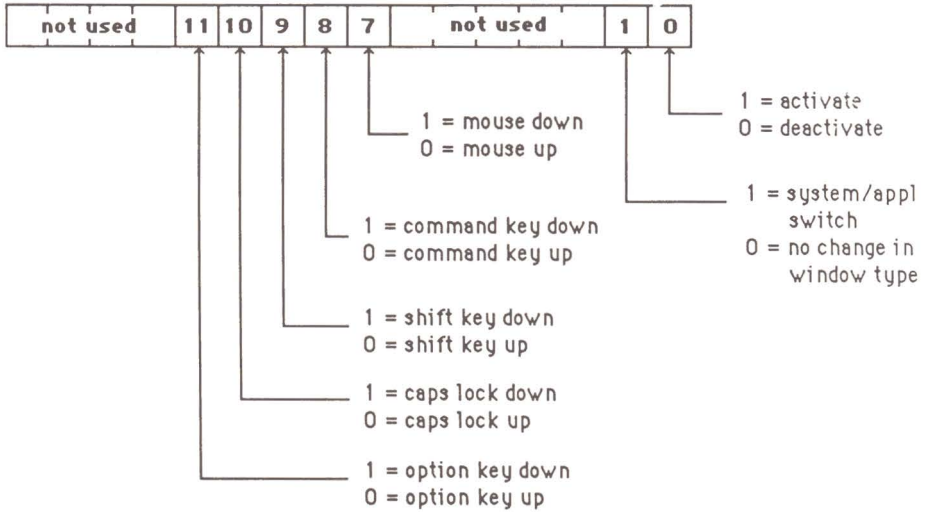 not used 11 10 9 8 7 not used 1 0
1 = activate
0 = deactivate
1 = mouse down
0 = mouse up
1 = system/appl
switch
0 = no change in
window type
1 = command key down
0 = command key up
1 = shift key down
0 = shift key up
1 = caps lock down
0 = caps lock up
1 = option key down
0 = option key up